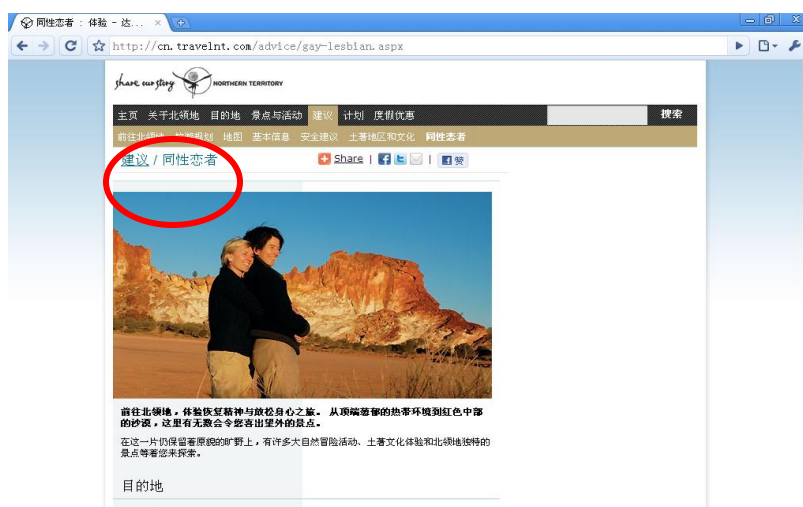 同性恋者 : 体验 - 达...
http://cn.travelnt.com/advice/gay-lesbian.aspx
share our story
NORTHERN TERRITORY
主页 关于北领地 目的地 景点与活动 建议 计划 度假优惠
搜索
前往北领地 旅游规划 地图 基本信息 安全建议 土著地区和文化 同性恋者
建议 / 同性恋者
Share | | 赞
前往北领地，体验恢复精神与放松身心之旅。 从顶端葱郁的热带环境到红色中部
的沙漠，这里有无数会令您喜出望外的景点。
在这一片仍保留着原貌的旷野上，有许多大自然冒险活动、土著文化体验和北领地独特的
景点等着您来探索。
目的地